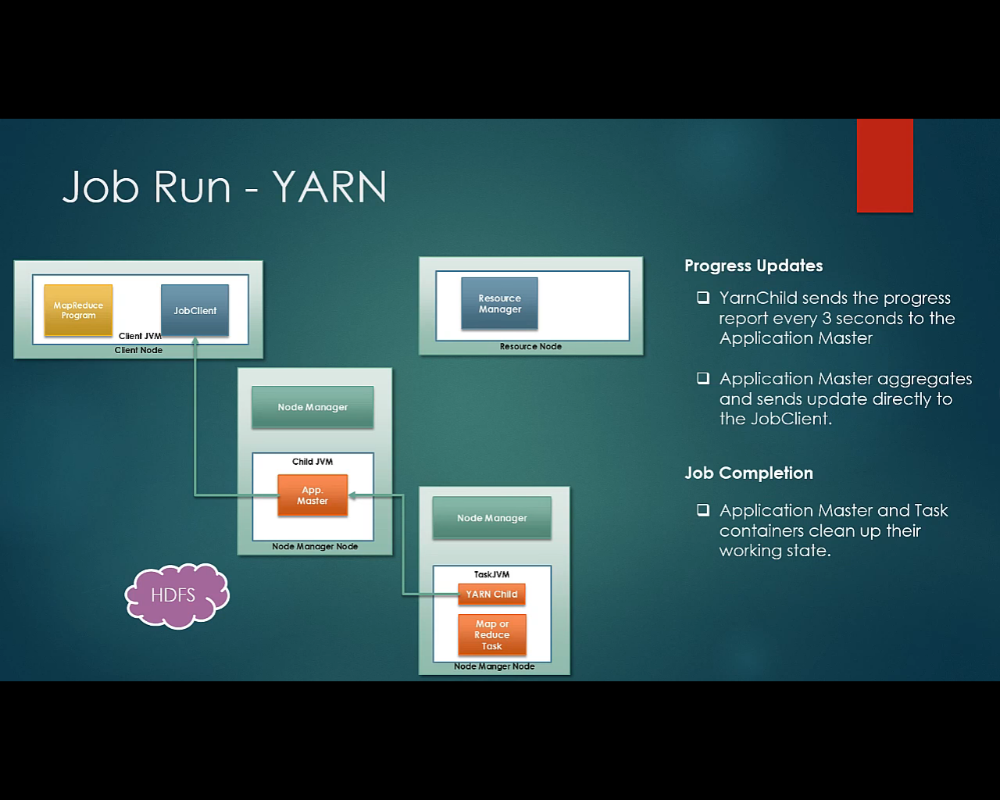 Job Run - YARN
MapReduce
Program
JobClient
Client JVM
Client Node
Resource
Manager
Resource Node
Node Manager
Child JVM
App.
Master
Node Manager Node
Node Manager
TaskJVM
YARN Child
Map or
Reduce
Task
Node Manger Node
HDFS
Progress Updates
YarnChild sends the progress
report every 3 seconds to the
Application Master
Application Master aggregates
and sends update directly to
the JobClient.
Job Completion
Application Master and Task
containers clean up their
working state.